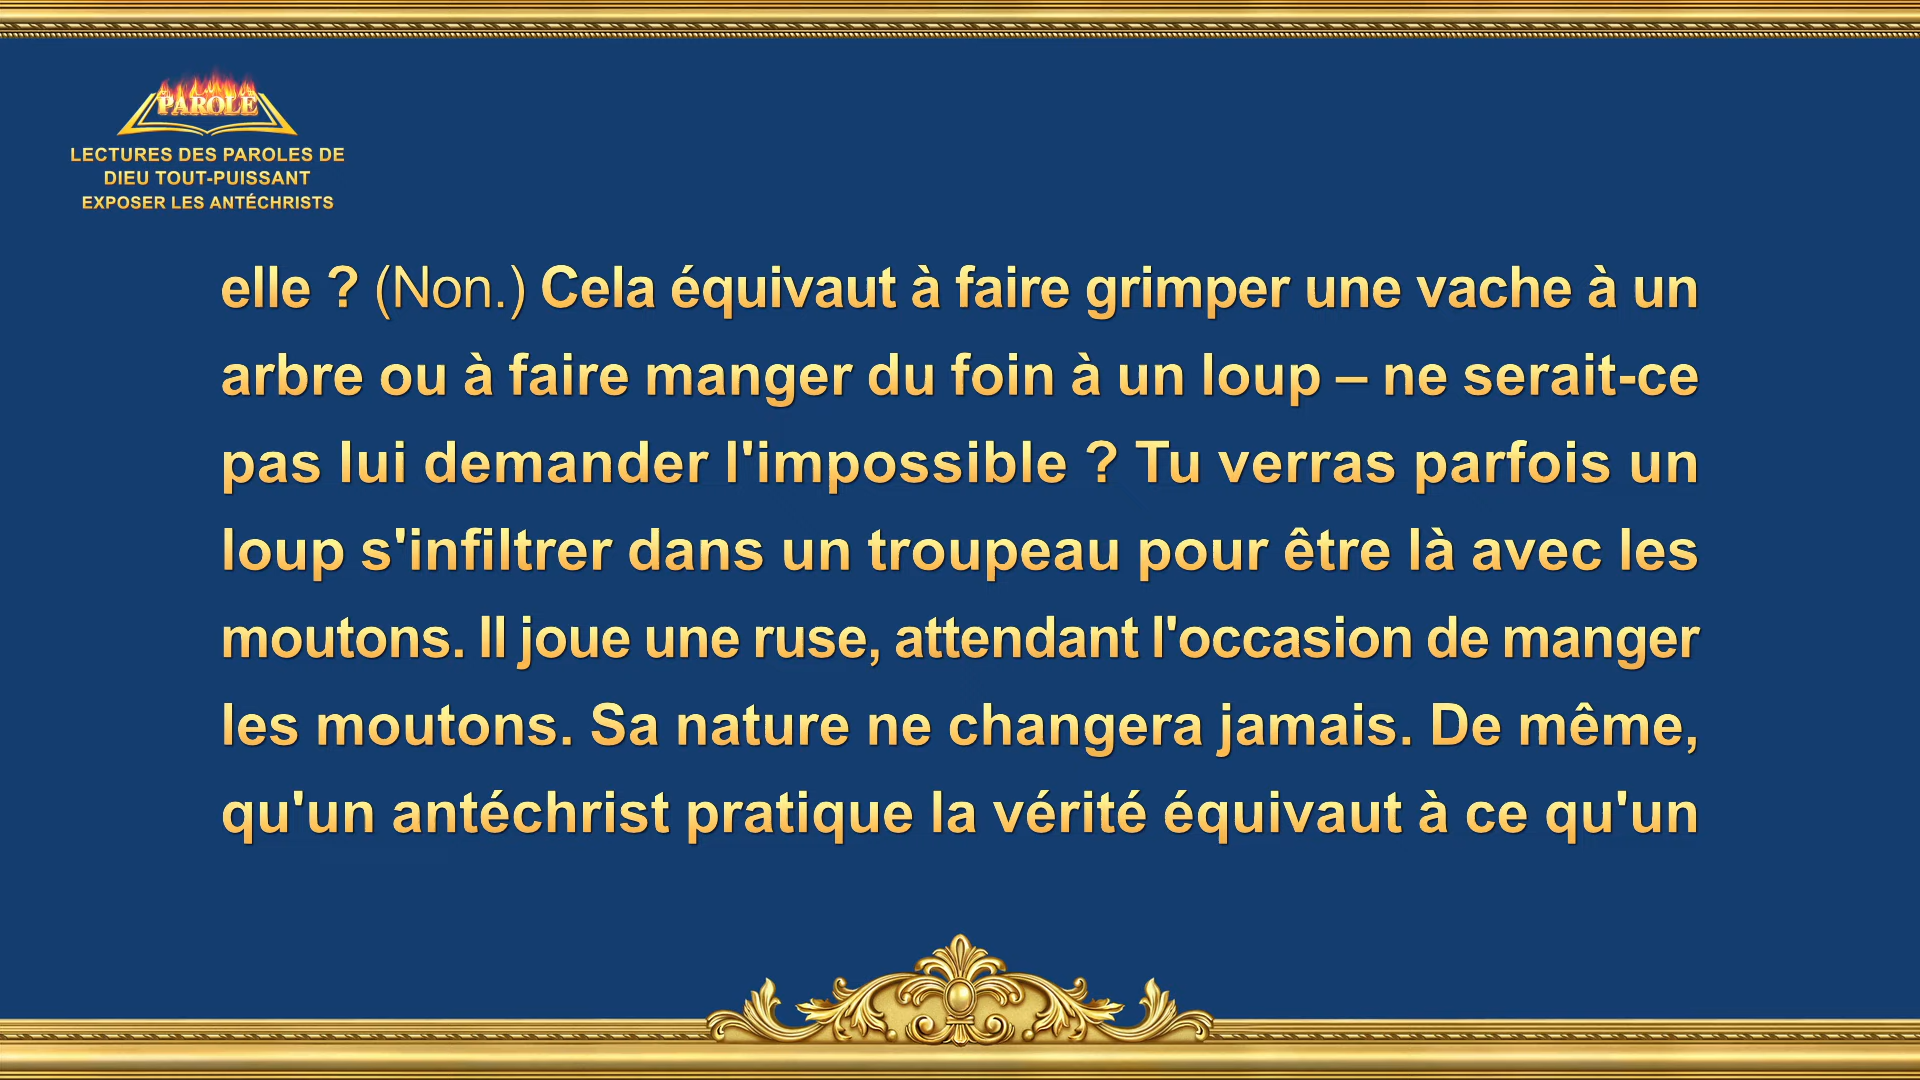 PAROLE
LECTURES DES PAROLES DE
DIEU TOUT-PUISSANT
EXPOSER LES ANTÉCHRISTS
elle ? (Non.) Cela équivaut à faire grimper une vache à un
arbre ou à faire manger du foin à un loup – ne serait-ce
pas lui demander l'impossible ? Tu verras parfois un
loup s'infiltrer dans un troupeau pour être là avec les
moutons. Il joue une ruse, attendant l'occasion de manger
les moutons. Sa nature ne changera jamais. De même,
qu'un antéchrist pratique la vérité équivaut à ce qu'un